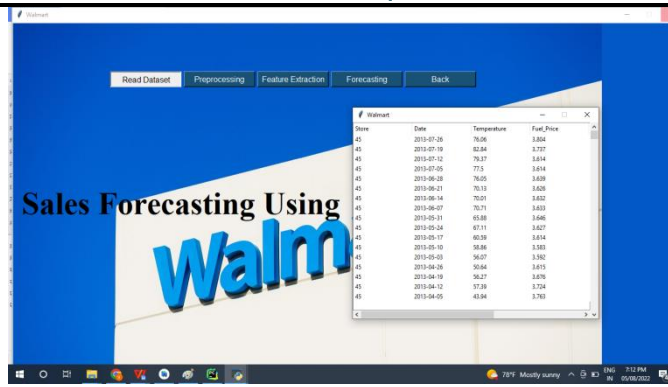 Walmart
Read Dataset Preprocessing Feature Extraction Forecasting Back
Walmart
Store Date Temperature Fuel_Price
45 2013-07-26 76.06 3.804
45 2013-07-19 82.84 3.737
45 2013-07-12 79.37 3.614
45 2013-07-05 77.5 3.614
45 2013-06-28 76.05 3.639
45 2013-06-21 70.13 3.626
45 2013-06-14 70.01 3.632
45 2013-06-07 70.71 3.633
45 2013-05-31 65.88 3.646
45 2013-05-24 67.11 3.627
45 2013-05-17 60.59 3.614
45 2013-05-10 58.86 3.583
45 2013-05-03 56.07 3.592
45 2013-04-26 50.64 3.615
45 2013-04-19 56.27 3.676
45 2013-04-12 57.39 3.724
45 2013-04-05 43.94 3.763
Sales Forecasting Using
Walm
78°F Mostly sunny
ENG 7:12 PM
IN 05/08/2022